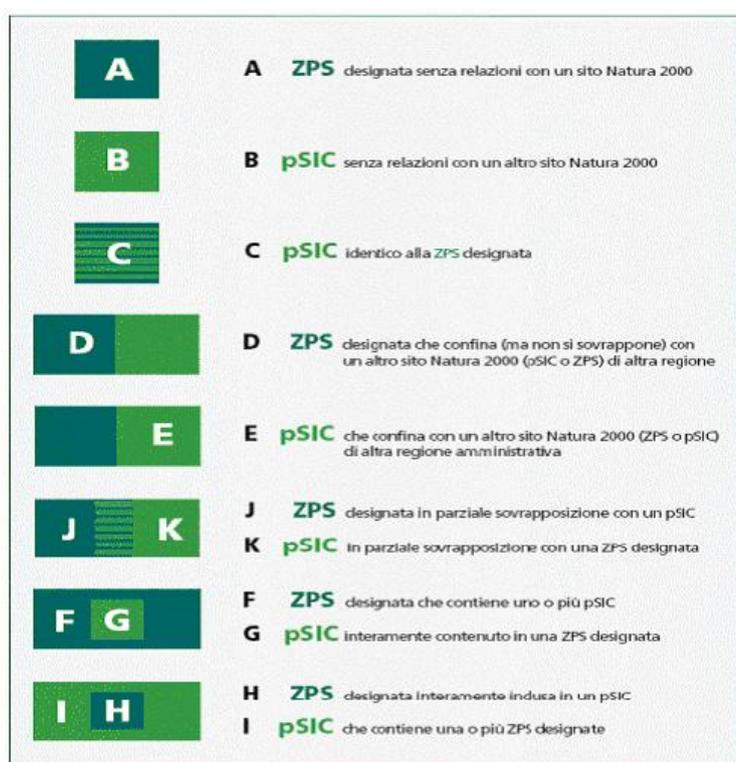 A A ZPS designata senza relazioni con un sito Natura 2000
B B pSIC senza relazioni con un altro sito Natura 2000
C C pSIC identico alla ZPS designata
D D ZPS designata che confina (ma non si sovrappone) con
un altro sito Natura 2000 (pSIC o ZPS) di altra regione
E E pSIC che confina con un altro sito Natura 2000 (ZPS o pSIC)
di altra regione amministrativa
J K J ZPS designata in parziale sovrapposizione con un pSIC
K pSIC in parziale sovrapposizione con una ZPS designata
F G F ZPS designata che contiene uno o più pSIC
G pSIC interamente contenuto in una ZPS designata
I H H ZPS designata interamente inclusa in un pSIC
I pSIC che contiene una o più ZPS designate